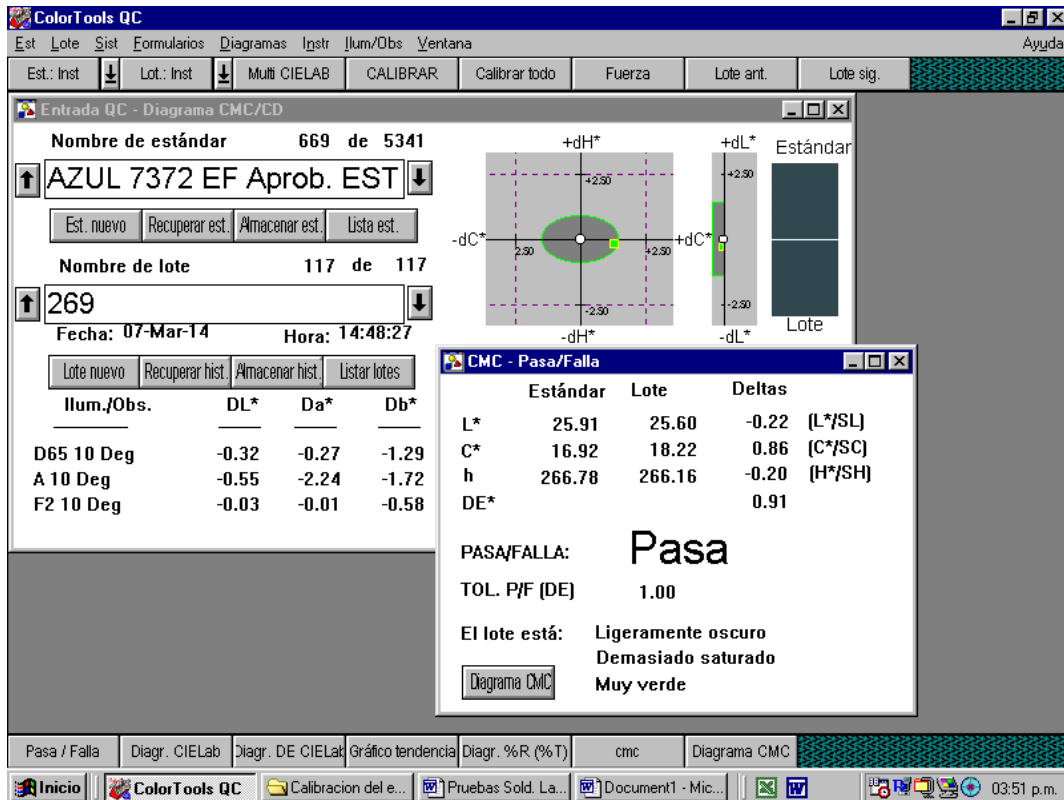 ColorTools QC
Est Lote Sist Formularios Diagramas Instr Ilum/Obs Ventana Ayuda
Est.: Inst Lot.: Inst Multi CIELAB CALIBRAR Calibrar todo Fuerza Lote ant. Lote sig.
Entrada QC - Diagrama CMC/CD
Nombre de estándar 669 de 5341
AZUL 7372 EF Aprob. EST
Est. nuevo Recuperar est. Almacenar est. Lista est.
Nombre de lote 117 de 117
269
Fecha: 07-Mar-14 Hora: 14:48:27
Lote nuevo Recuperar hist. Almacenar hist. Listar lotes
Ilum./Obs. DL* Da* Db*
D65 10 Deg -0.32 -0.27 -1.29
A 10 Deg -0.55 -2.24 -1.72
F2 10 Deg -0.03 -0.01 -0.58
+dH* +dL* Estándar
+2.50 +2.50
-dC* +dC*
2.50 +2.50
-2.50 -2.50
Lote
-dH* -dL*
CMC - Pasa/Falla
Estándar Lote Deltas
L* 25.91 25.60 -0.22 (L*/SL)
C* 16.92 18.22 0.86 (C*/SC)
h 266.78 266.16 -0.20 (H*/SH)
DE* 0.91
PASA/FALLA: Pasa
TOL. P/F (DE) 1.00
El lote está: Ligeramente oscuro
Demasiado saturado
Diagrama CMC Muy verde
Pasa / Falla Diagr. CIELab Diagr. DE CIELab Gráfico tendencia Diagr. %R (%T) cmc Diagrama CMC
Inicio ColorTools QC Calibracion del e... Pruebas Sold. La... Document1 - Mic... 03:51 p.m.